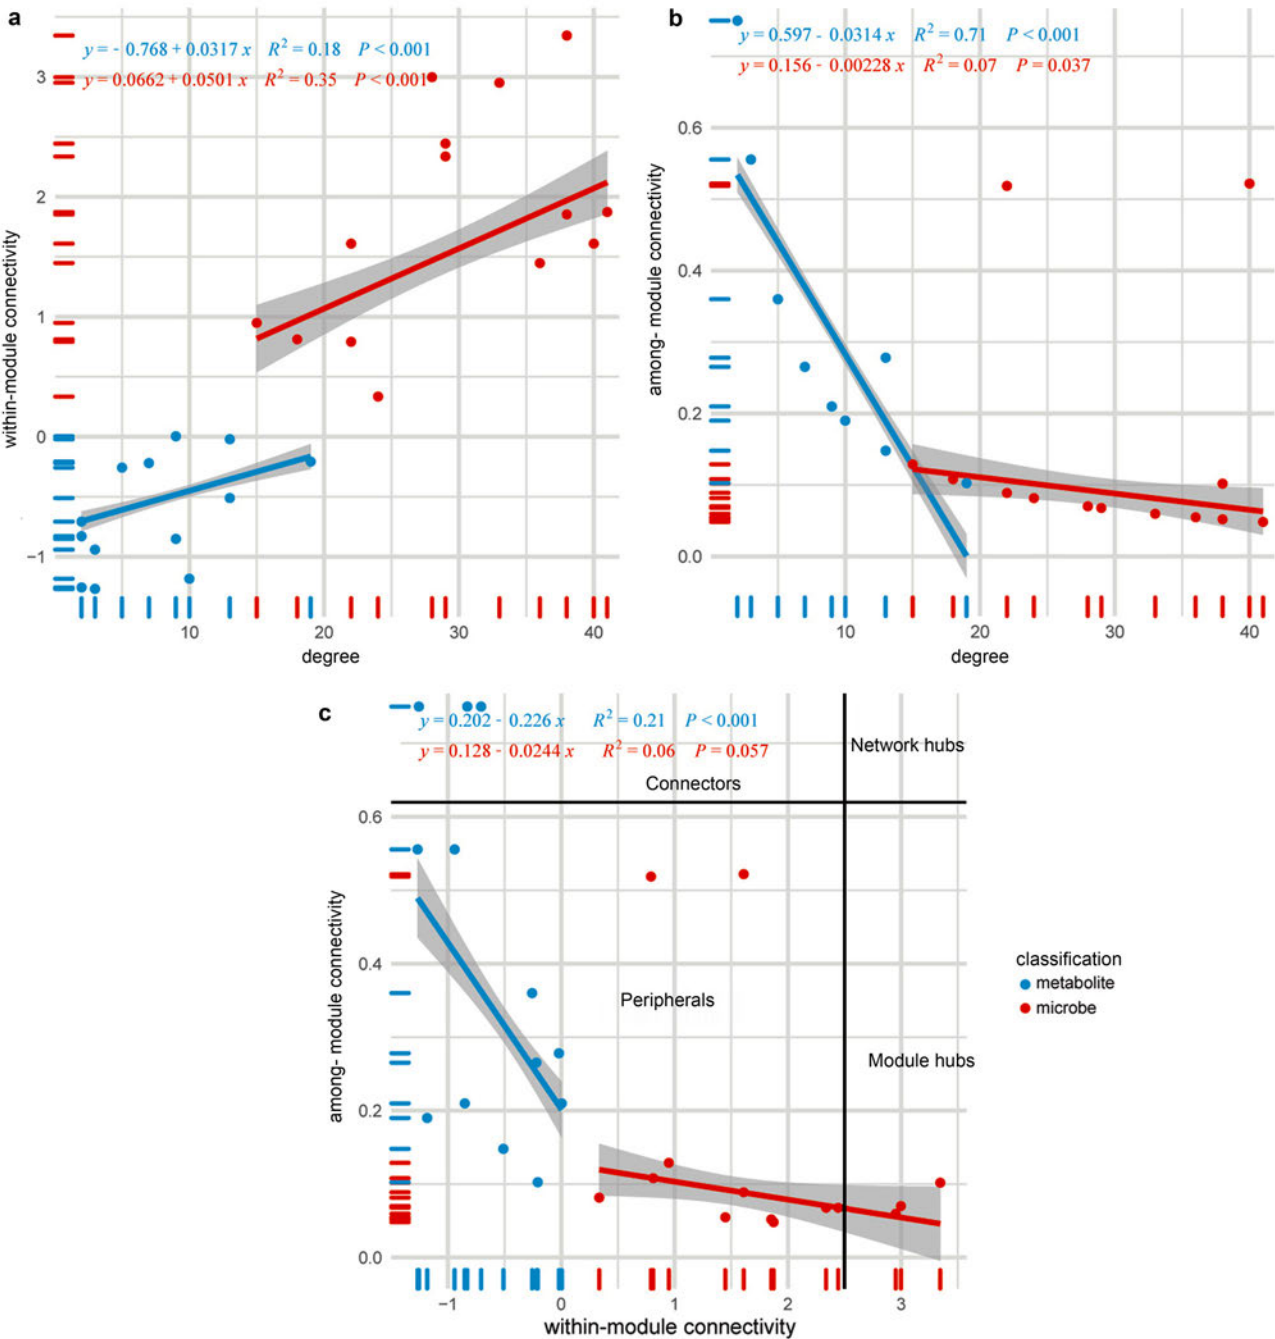 a
y = - 0.768 + 0.0317 x R² = 0.18 P < 0.001
y = 0.0662 + 0.0501 x R² = 0.35 P < 0.001
within-module connectivity
3
2
1
0
−1
10 20 30 40
degree
b
y = 0.597 - 0.0314 x R² = 0.71 P < 0.001
y = 0.156 - 0.00228 x R² = 0.07 P = 0.037
among- module connectivity
0.6
0.4
0.2
0.0
10 20 30 40
degree
c
y = 0.202 - 0.226 x R² = 0.21 P < 0.001
y = 0.128 - 0.0244 x R² = 0.06 P = 0.057
Network hubs
Connectors
among- module connectivity
0.6
0.4
0.2
0.0
Peripherals
Module hubs
−1 0 1 2 3
within-module connectivity
classification
metabolite
microbe